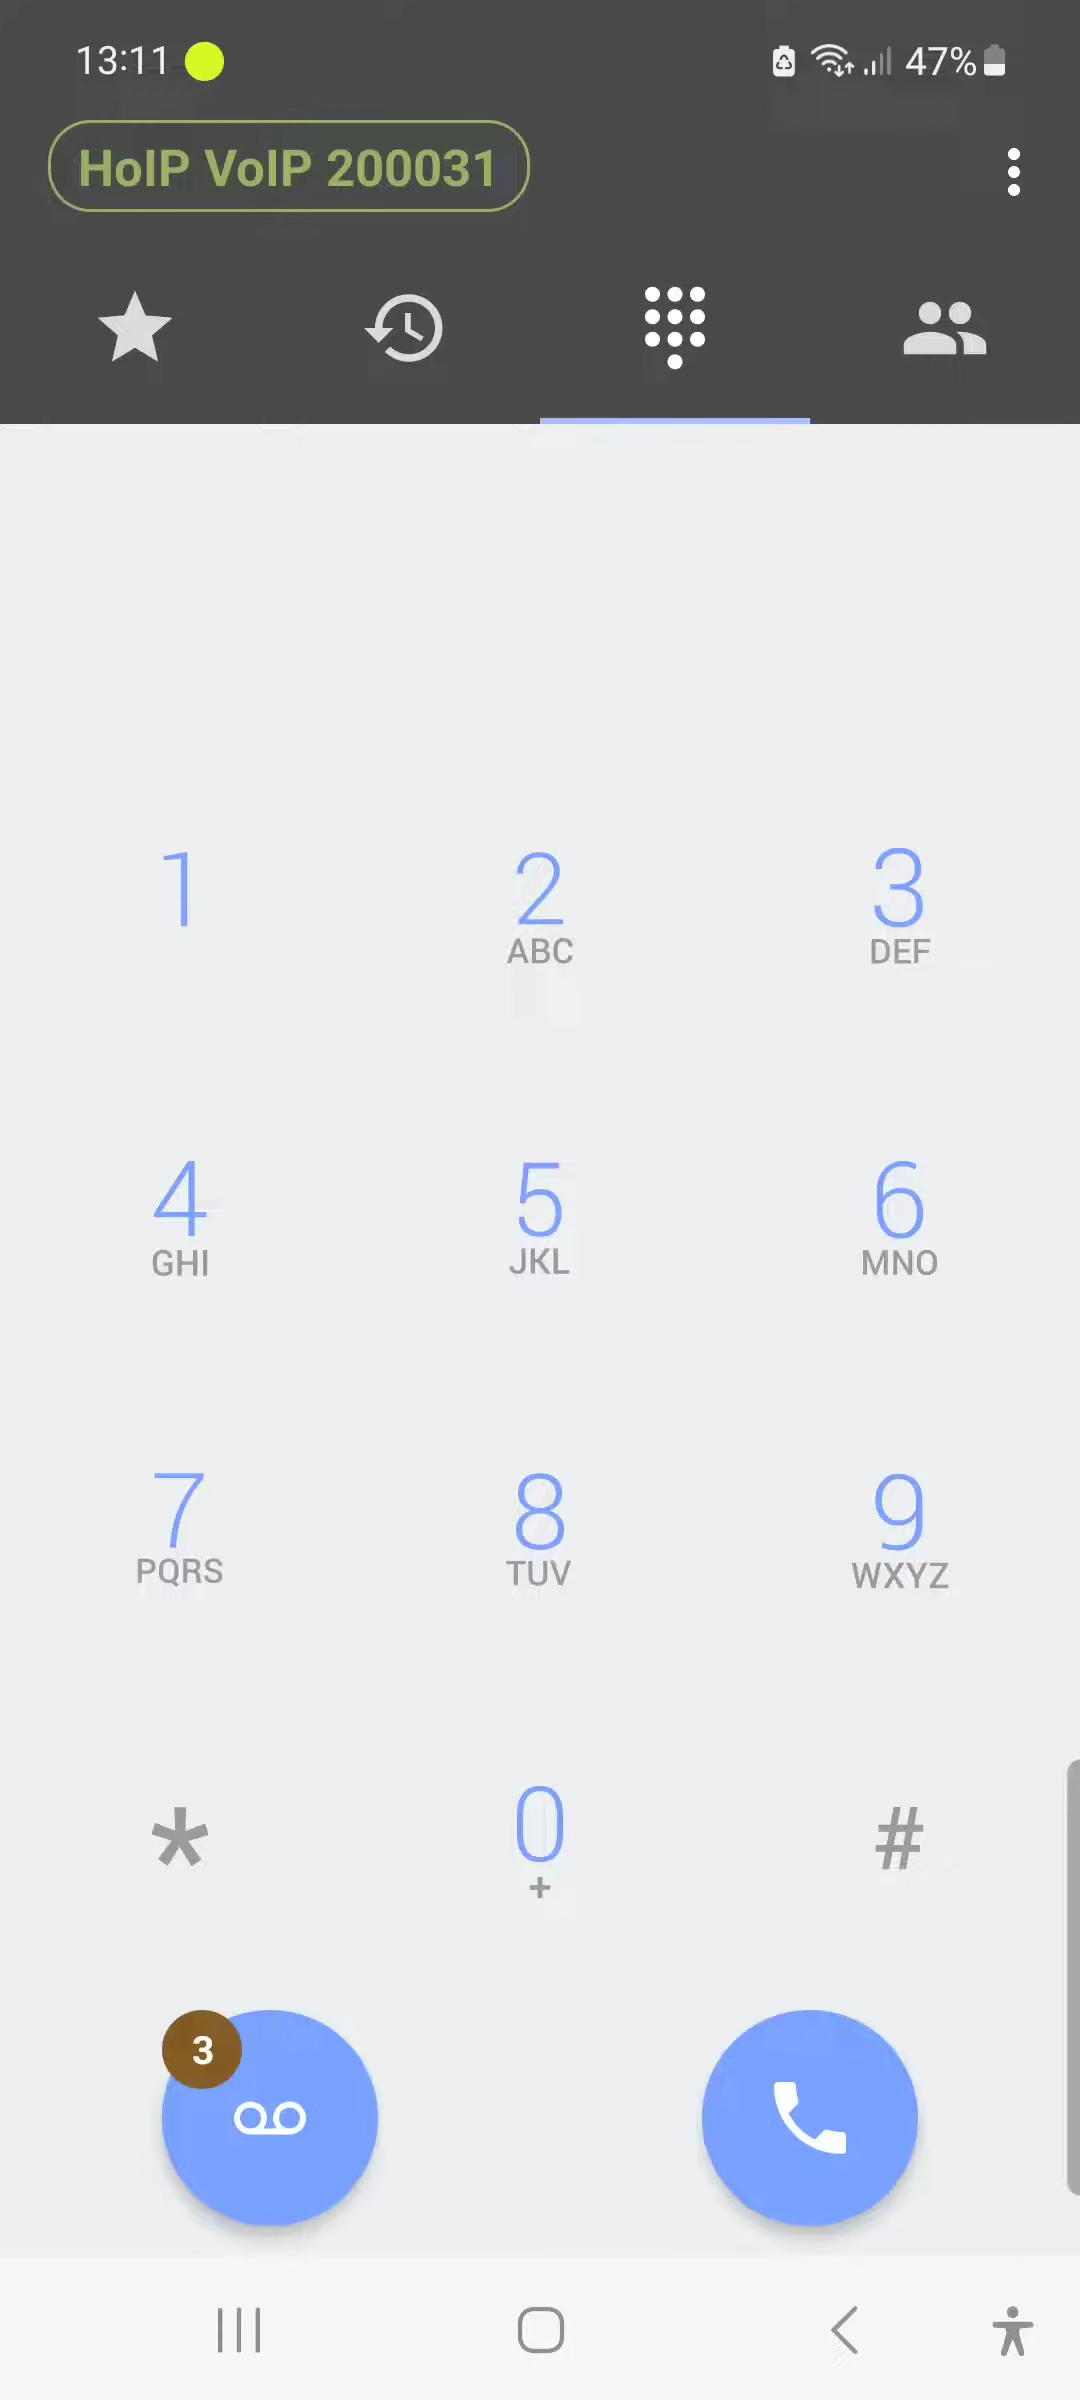 13:11 47%
HoIP VoIP 200031
1 2 3
ABC DEF
4 5 6
GHI JKL MNO
7 8 9
PQRS TUV WXYZ
* 0 #
+
3